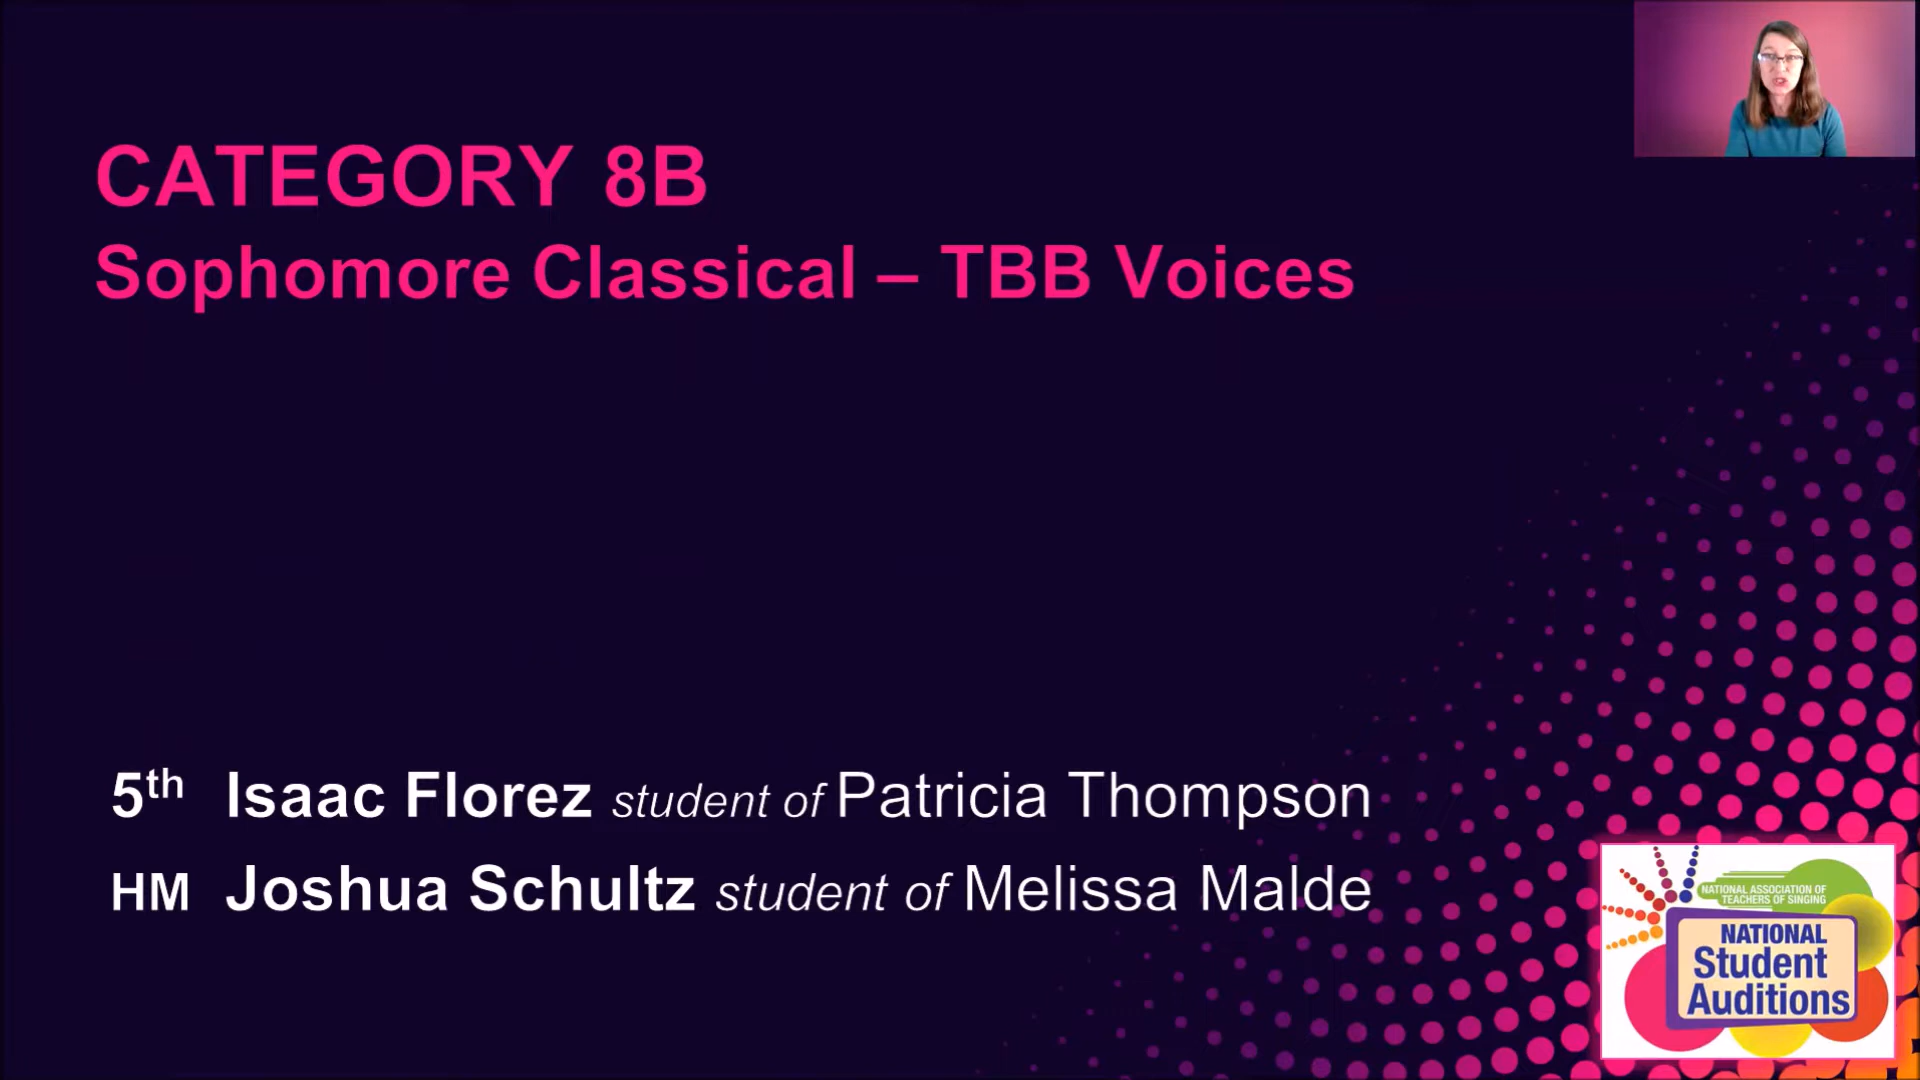 CATEGORY 8B
Sophomore Classical – TBB Voices
5th Isaac Florez student of Patricia Thompson
HM Joshua Schultz student of Melissa Malde
NATIONAL ASSOCIATION OF
TEACHERS OF SINGING
NATIONAL
Student
Auditions